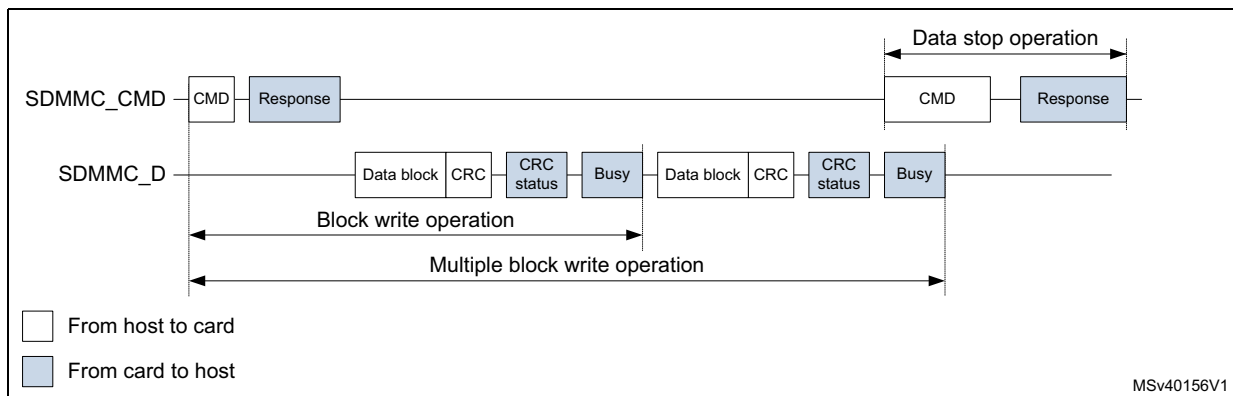 Data stop operation
SDMMC_CMD CMD Response CMD Response
SDMMC_D Data block CRC CRC status Busy Data block CRC CRC status Busy
Block write operation
Multiple block write operation
From host to card
From card to host
MSv40156V1